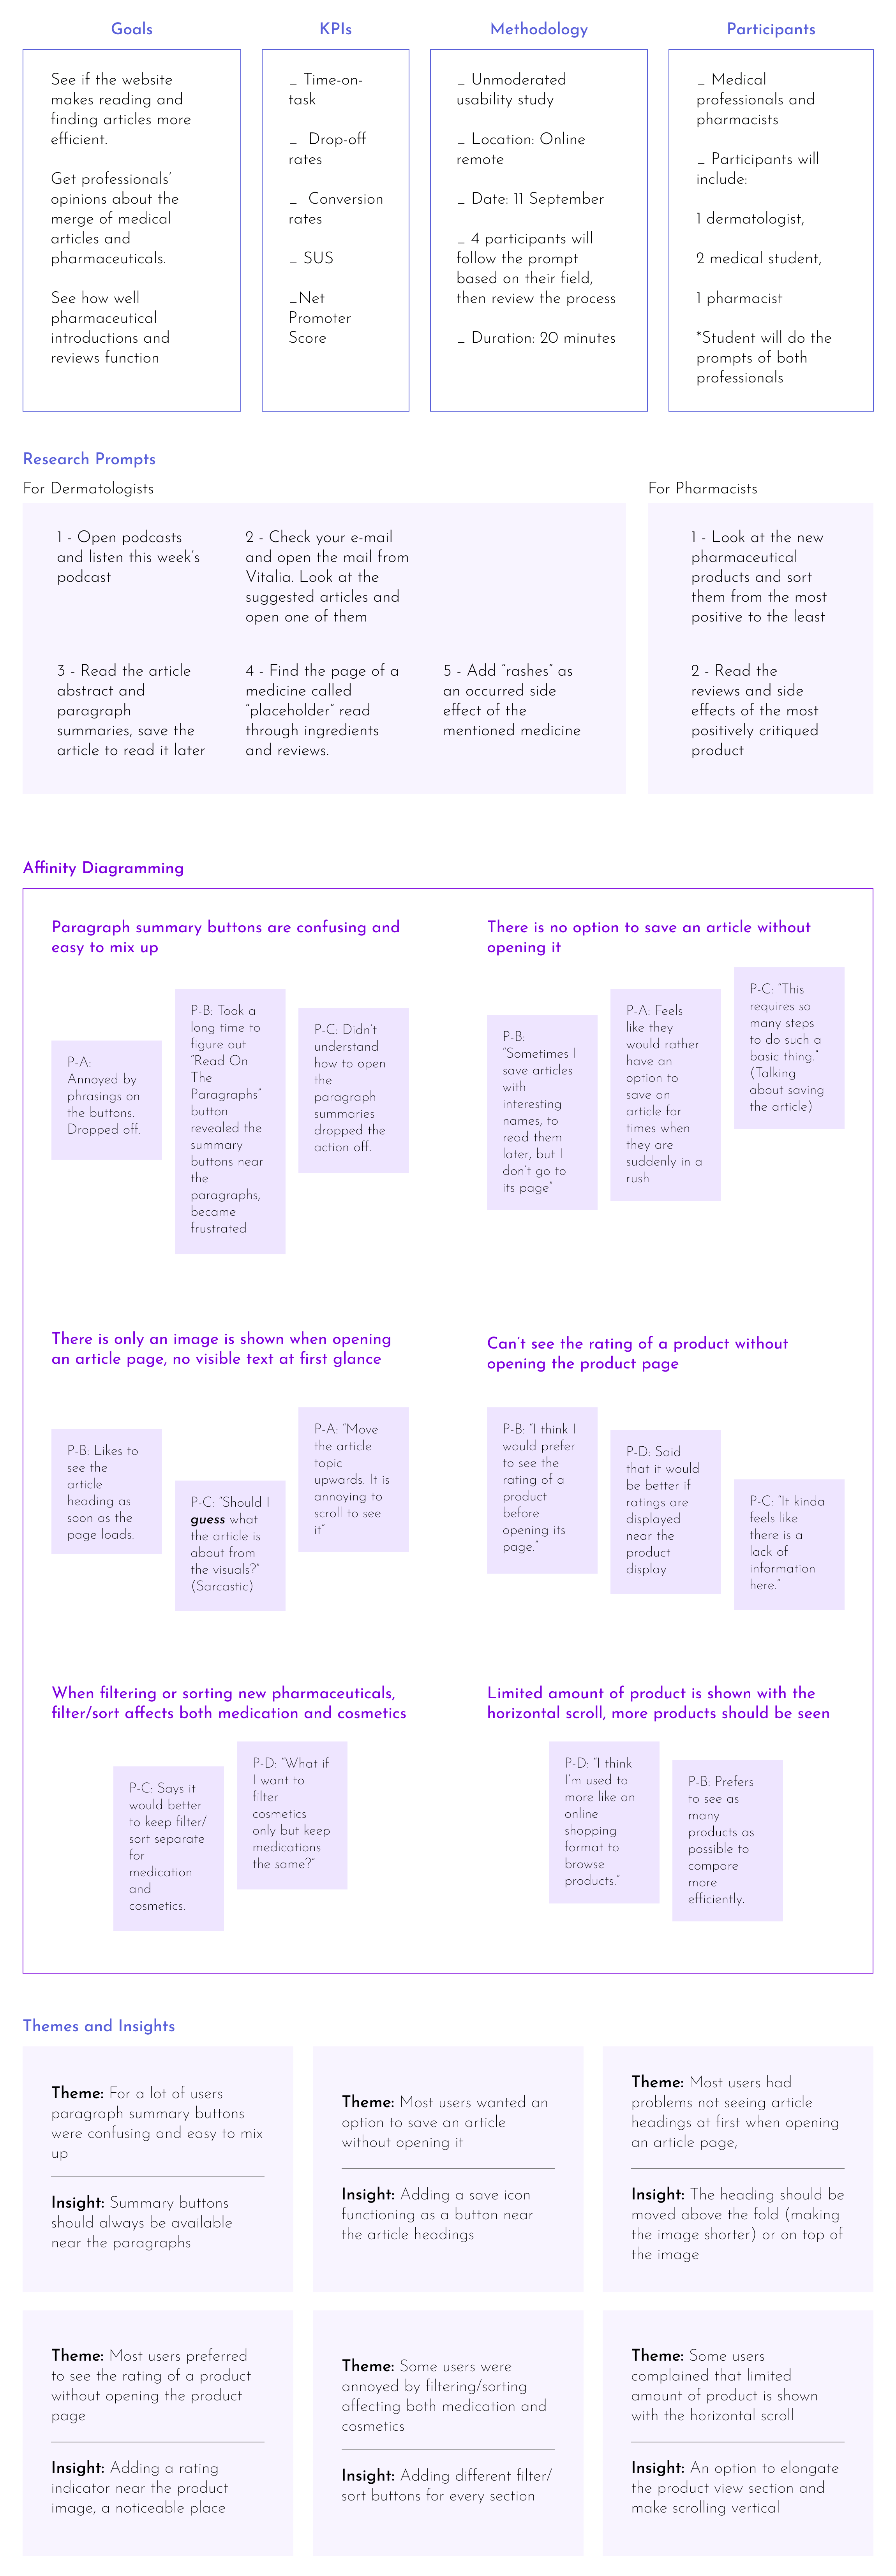 Goals
See if the website
makes reading and
finding articles more
efficient.
Get professionals'
opinions about the
merge of medical
articles and
pharmaceuticals.
See how well
pharmaceutical
introductions and
reviews function
KPIs
_ Time-on-
task
_ Drop-off
rates
_ Conversion
rates
_ SUS
_Net
Promoter
Score
Methodology
_ Unmoderated
usability study
_ Location: Online
remote
_ Date: 11 September
_ 4 participants will
follow the prompt
based on their field,
then review the process
_ Duration: 20 minutes
Participants
_ Medical
professionals and
pharmacists
_ Participants will
include:
1 dermatologist,
2 medical student,
1 pharmacist
*Student will do the
prompts of both
professionals
Research Prompts
For Dermatologists
1 - Open podcasts
and listen this week's
podcast
2 - Check your e-mail
and open the mail from
Vitalia. Look at the
suggested articles and
open one of them
3 - Read the article
abstract and
paragraph
summaries, save the
article to read it later
4 - Find the page of a
medicine called
"placeholder" read
through ingredients
and reviews.
5 - Add "rashes" as
an occurred side
effect of the
mentioned medicine
For Pharmacists
1 - Look at the new
pharmaceutical
products and sort
them from the most
positive to the least
2 - Read the
reviews and side
effects of the most
positively critiqued
product
Affinity Diagramming
Paragraph summary buttons are confusing and
easy to mix up
P-A:
Annoyed by
phrasings on
the buttons.
Dropped off.
P-B: Took a
long time to
figure out
"Read On
The
Paragraphs"
button
revealed the
summary
buttons near
the
paragraphs,
became
frustrated
P-C: Didn't
understand
how to open
the
paragraph
summaries
dropped the
action off.
There is no option to save an article without
opening it
P-B:
"Sometimes I
save articles
with
interesting
names, to
read them
later, but I
don't go to
its page"
P-A: Feels
like they
would rather
have an
option to
save an
article for
times when
they are
suddenly in a
rush
P-C: "This
requires so
many steps
to do such a
basic thing."
(Talking
about saving
the article)
There is only an image is shown when opening
an article page, no visible text at first glance
P-B: Likes to
see the
article
heading as
soon as the
page loads.
P-C: "Should I
guess what
the article is
about from
the visuals?"
(Sarcastic)
P-A: "Move
the article
topic
upwards. It is
annoying to
scroll to see
it"
Can't see the rating of a product without
opening the product page
P-B: "I think I
would prefer
to see the
rating of a
product
before
opening its
page."
P-D: Said
that it would
be better if
ratings are
displayed
near the
product
display
P-C: "It kinda
feels like
there is a
lack of
information
here."
When filtering or sorting new pharmaceuticals,
filter/sort affects both medication and cosmetics
P-C: Says it
would better
to keep filter/
sort separate
for
medication
and
cosmetics.
P-D: "What if
I want to
filter
cosmetics
only but keep
medications
the same?"
Limited amount of product is shown with the
horizontal scroll, more products should be seen
P-D: "I think
I'm used to
more like an
online
shopping
format to
browse
products."
P-B: Prefers
to see as
many
products as
possible to
compare
more
efficiently.
Themes and Insights
Theme: For a lot of users
paragraph summary buttons
were confusing and easy to mix
up
Insight: Summary buttons
should always be available
near the paragraphs
Theme: Most users wanted an
option to save an article
without opening it
Insight: Adding a save icon
functioning as a button near
the article headings
Theme: Most users had
problems not seeing article
headings at first when opening
an article page,
Insight: The heading should be
moved above the fold (making
the image shorter) or on top of
the image
Theme: Most users preferred
to see the rating of a product
without opening the product
page
Insight: Adding a rating
indicator near the product
image, a noticeable place
Theme: Some users were
annoyed by filtering/sorting
affecting both medication and
cosmetics
Insight: Adding different filter/
sort buttons for every section
Theme: Some users
complained that limited
amount of product is shown
with the horizontal scroll
Insight: An option to elongate
the product view section and
make scrolling vertical